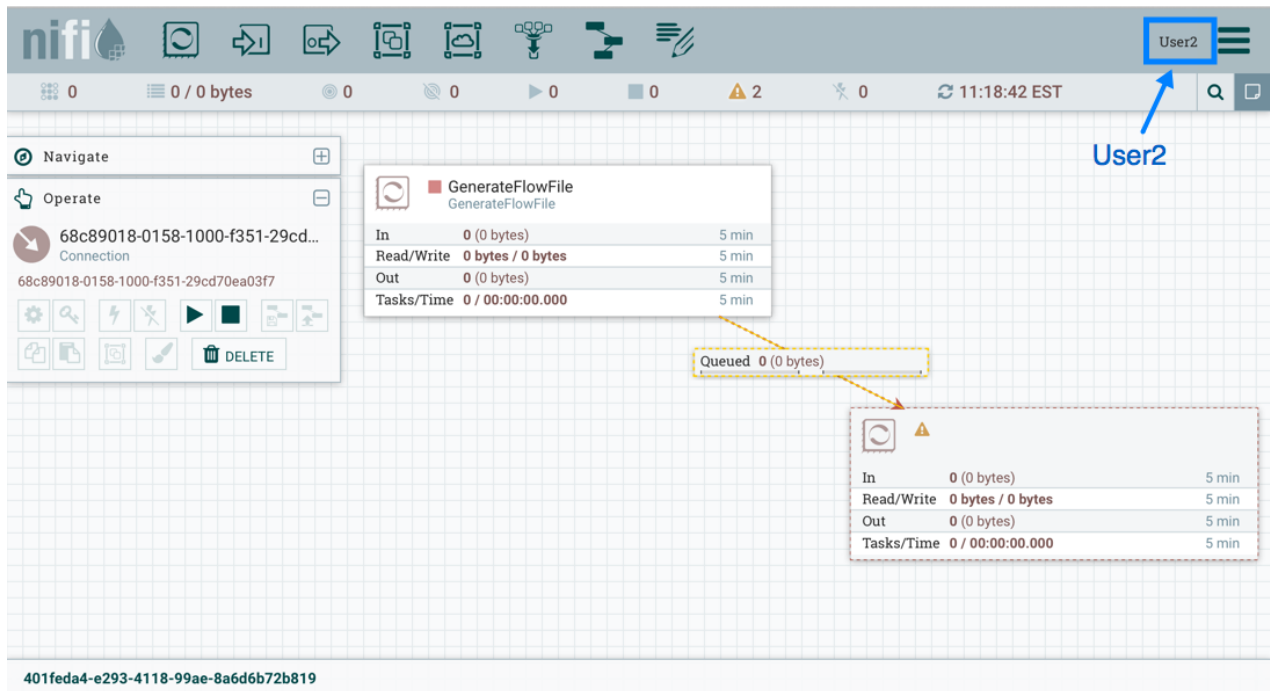 nifi
User2
0
0 / 0 bytes
0
0
0
0
2
0
11:18:42 EST
User2
Navigate
Operate
68c89018-0158-1000-f351-29cd...
Connection
68c89018-0158-1000-f351-29cd70ea03f7
DELETE
GenerateFlowFile
GenerateFlowFile
In 0 (0 bytes) 5 min
Read/Write 0 bytes / 0 bytes 5 min
Out 0 (0 bytes) 5 min
Tasks/Time 0 / 00:00:00.000 5 min
Queued 0 (0 bytes)
In 0 (0 bytes) 5 min
Read/Write 0 bytes / 0 bytes 5 min
Out 0 (0 bytes) 5 min
Tasks/Time 0 / 00:00:00.000 5 min
401feda4-e293-4118-99ae-8a6d6b72b819